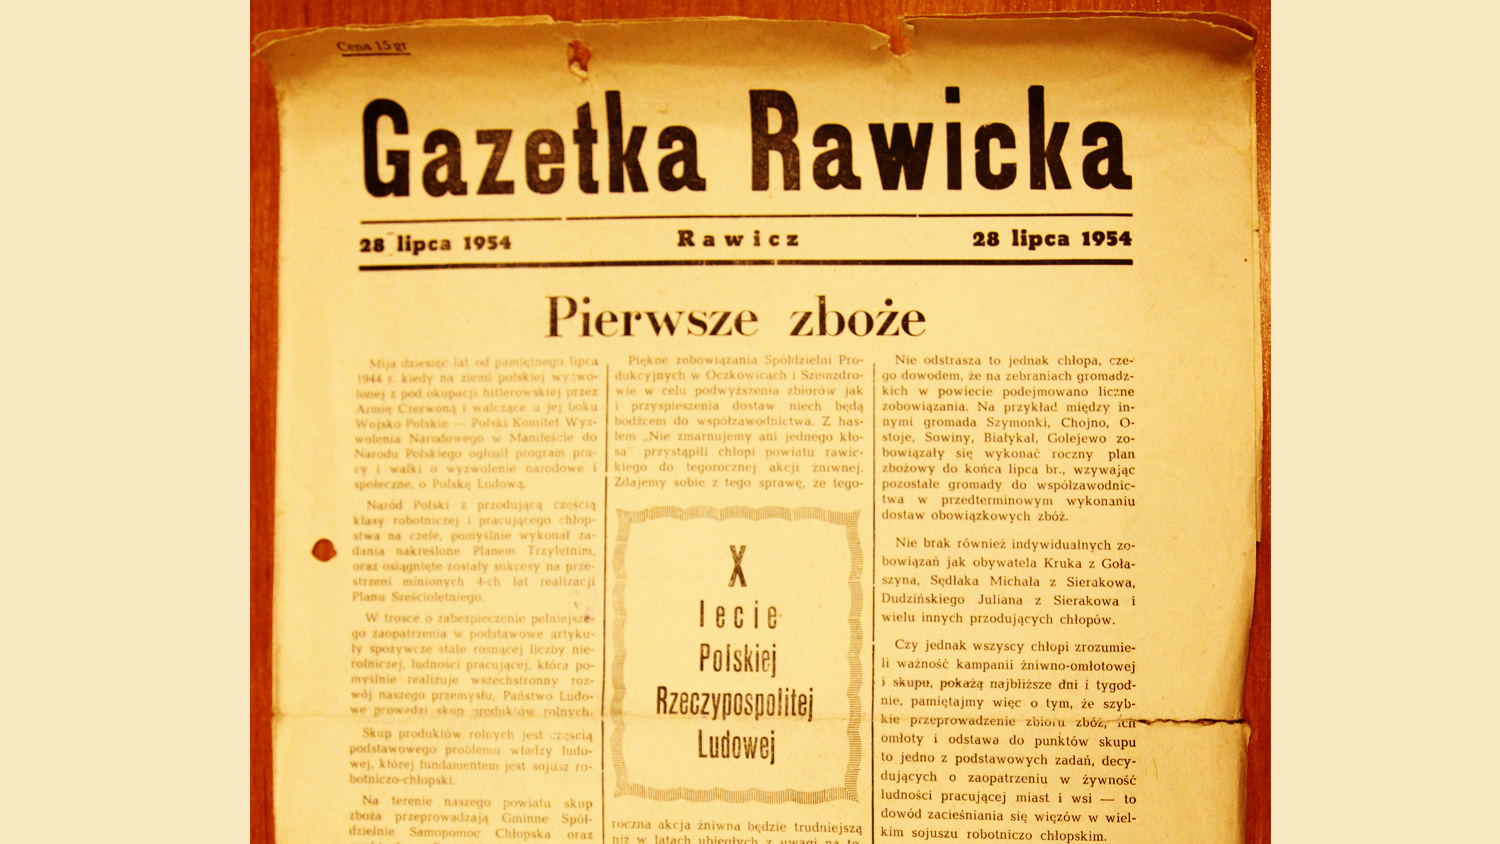 Cena 15 gr
Gazetka Rawicka
28 lipca 1954 Rawicz 28 lipca 1954
Pierwsze zboże
Mija dziesięć lat od pamiętnego lipca
1944 r. kiedy na ziemi polskiej wyzwo-
lonej z pod okupacji hitlerowskiej przez
Armię Czerwoną i walczące u jej boku
Wojsko Polskie — Polski Komitet Wyz-
wolenia Narodowego w Manifeście do
Narodu Polskiego ogłosił program pra-
cy i walki o wyzwolenie narodowe i
społeczne, o Polskę Ludową.
Naród Polski z przodującą częścią
klasy robotniczej i pracującego chłop-
stwa na czele, pomyślnie wykonał za-
dania nakreślone Planem Trzyletnim,
oraz osiągnięte zostały sukcesy na prze-
strzeni minionych 4-ch lat realizacji
Planu Sześcioletniego.
W trosce o zabezpieczenie pełniejsze-
go zaopatrzenia w podstawowe artyku-
ły spożywcze stale rosnącej liczby nie-
rolniczej, ludności pracującej, która po-
myślnie realizuje wszechstronny roz-
wój naszego przemysłu, Państwo Ludo-
we prowadzi skup produktów rolnych.
Skup produktów rolnych jest częścią
podstawowego problemu władzy ludo-
wej, której fundamentem jest sojusz ro-
botniczo-chłopski.
Na terenie naszego powiatu skup
zboża przeprowadzają Gminne Spół-
dzielnie Samopomoc Chłopska oraz
Piękne zobowiązania Spółdzielni Pro-
dukcyjnych w Oczkowicach i Szemzdro-
wie w celu podwyższenia zbiorów jak
i przyspieszenia dostaw niech będą
bodźcem do współzawodnictwa. Z has-
łem „Nie zmarnujemy ani jednego kło-
sa" przystąpili chłopi powiatu rawic-
kiego do tegorocznej akcji żniwnej.
Zdajemy sobie z tego sprawę, że tego-
X
lecie
Polskiej
Rzeczypospolitej
Ludowej
roczna akcja żniwna będzie trudniejszą
niż w latach ubiegłych z uwagi na to
Nie odstrasza to jednak chłopa, cze-
go dowodem, że na zebraniach gromadz-
kich w powiecie podejmowano liczne
zobowiązania. Na przykład między in-
nymi gromada Szymonki, Chojno, O-
stoje, Sowiny, Białykał, Golejewo zo-
bowiązały się wykonać roczny plan
zbożowy do końca lipca br., wzywając
pozostałe gromady do współzawodnic-
twa w przedterminowym wykonaniu
dostaw obowiązkowych zbóż.
Nie brak również indywidualnych zo-
bowiązań jak obywatela Kruka z Goła-
szyna, Sędłaka Michała z Sierakowa,
Dudzińskiego Juliana z Sierakowa i
wielu innych przodujących chłopów.
Czy jednak wszyscy chłopi zrozumie-
li ważność kampanii żniwno-omłotowej
i skupu, pokażą najbliższe dni i tygod-
nie, pamiętajmy więc o tym, że szyb-
kie przeprowadzenie zbioru zbóż, ich
omłoty i odstawa do punktów skupu
to jedno z podstawowych zadań, decy-
dujących o zaopatrzeniu w żywność
ludności pracującej miast i wsi — to
dowód zacieśniania się więzów w wiel-
kim sojuszu robotniczo chłopskim.